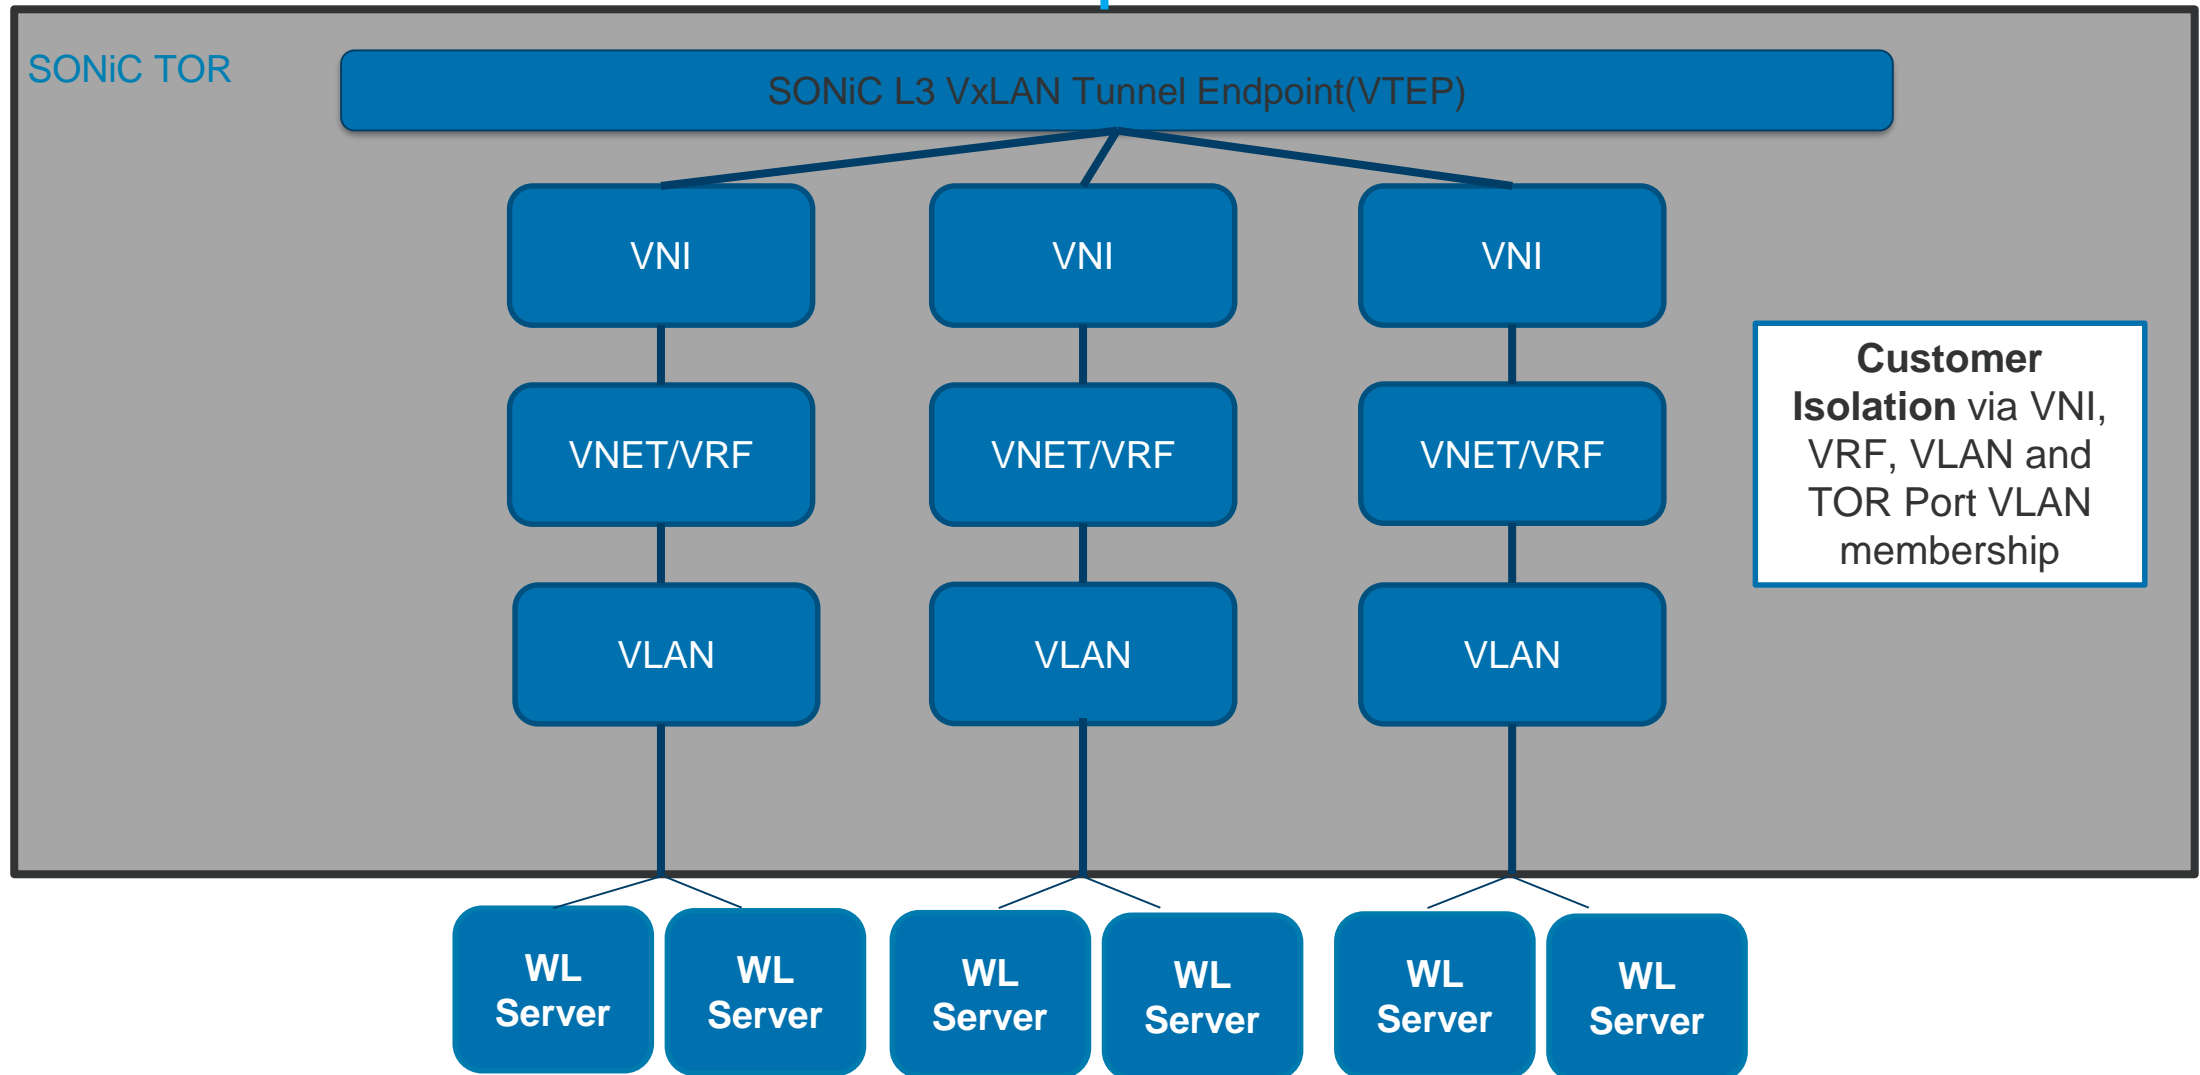 SONiC TOR
SONiC L3 VxLAN Tunnel Endpoint(VTEP)
VNI
VNI
VNI
VNET/VRF
VNET/VRF
VNET/VRF
Customer
Isolation via VNI,
VRF, VLAN and
TOR Port VLAN
membership
VLAN
VLAN
VLAN
WL
Server
WL
Server
WL
Server
WL
Server
WL
Server
WL
Server